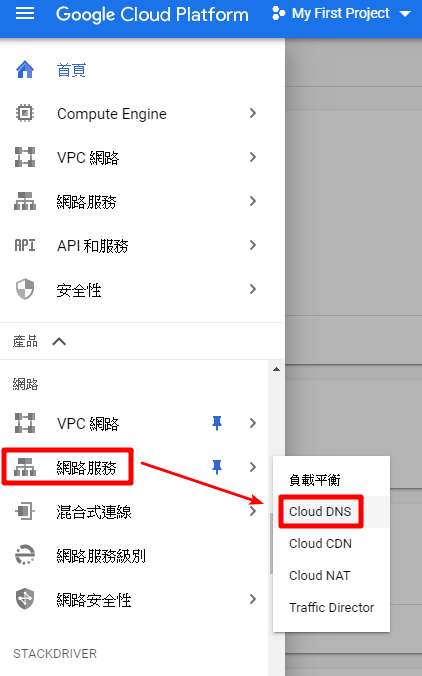 Google Cloud Platform
My First Project
首頁
Compute Engine
VPC 網路
網路服務
API
API 和服務
安全性
產品
網路
VPC 網路
網路服務
混合式連線
網路服務級別
網路安全性
STACKDRIVER
負載平衡
Cloud DNS
Cloud CDN
Cloud NAT
Traffic Director